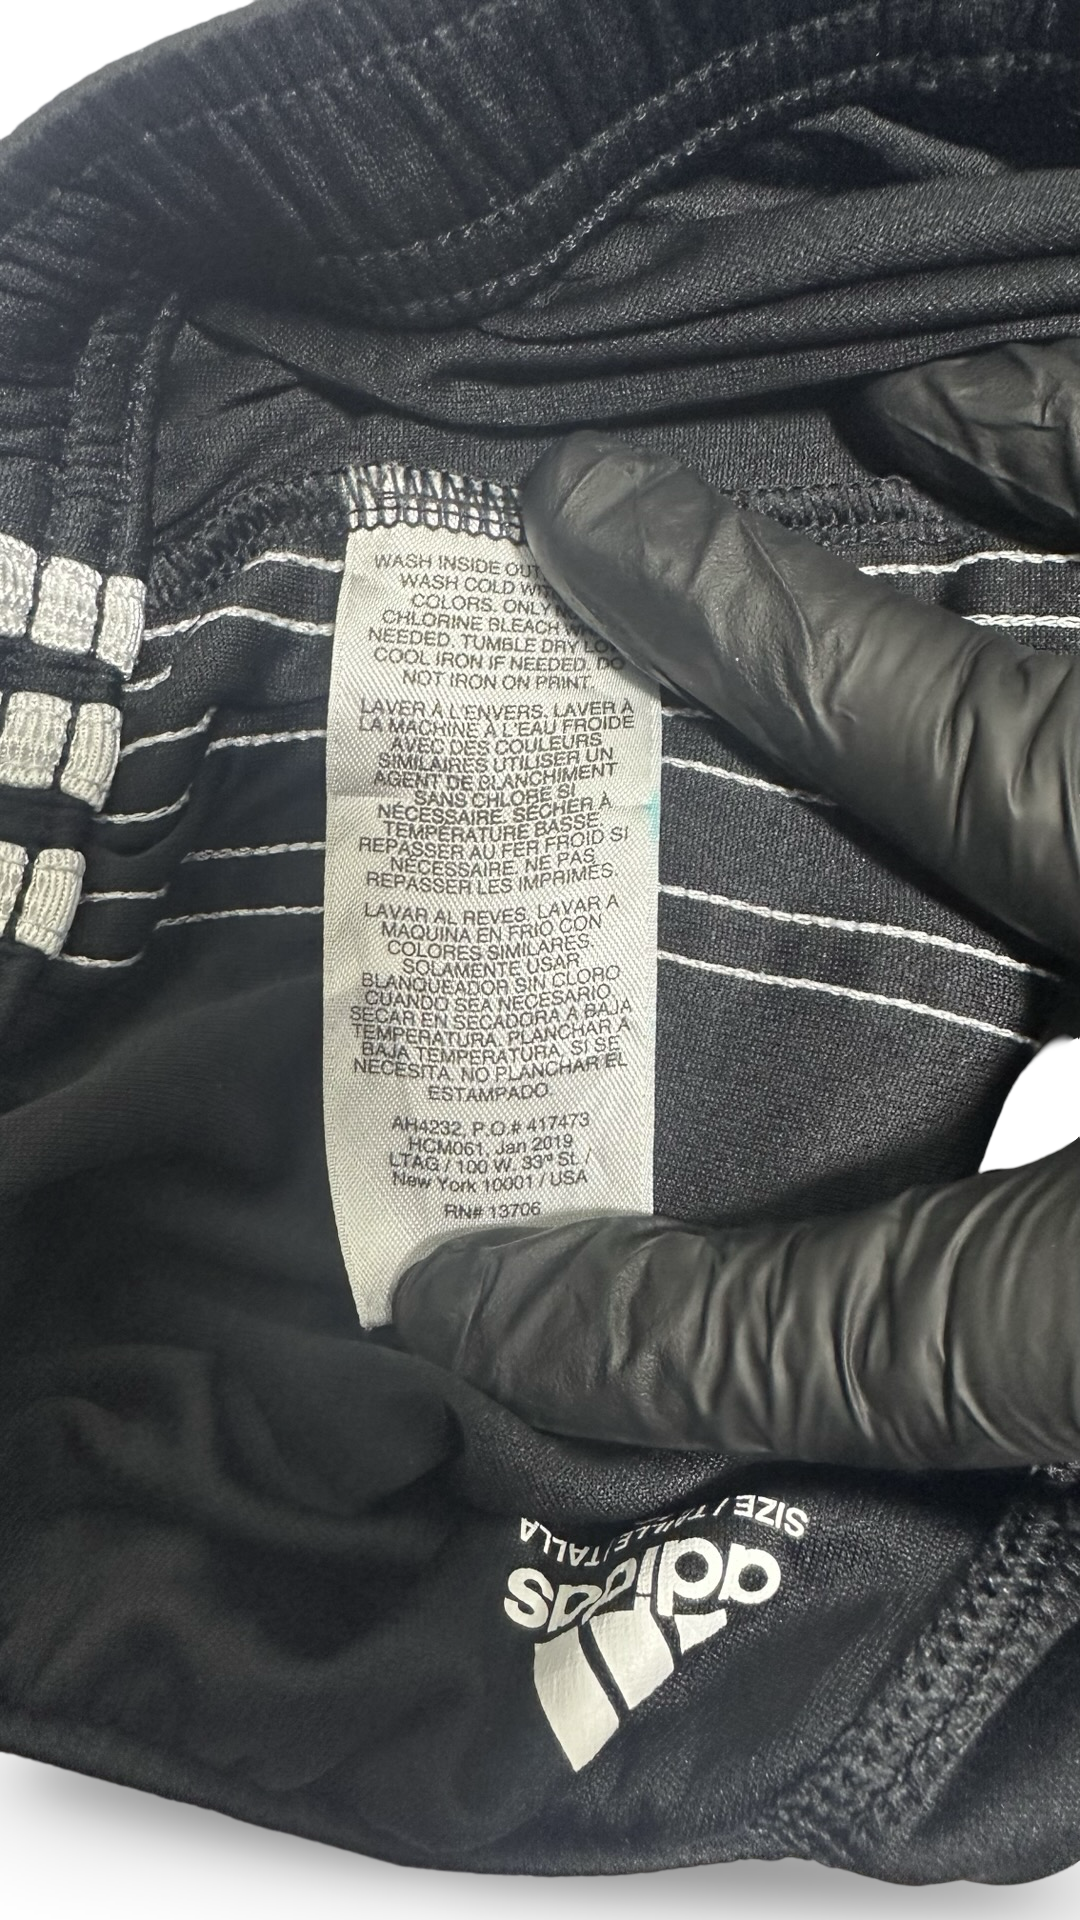 WASH INSIDE OUT
WASH COLD WITH
COLORS. ONLY
CHLORINE BLEACH
NEEDED. TUMBLE DRY LOW
COOL IRON IF NEEDED. DO
NOT IRON ON PRINT.
LAVER À L'ENVERS. LAVER À
LA MACHINE À L'EAU FROIDE
AVEC DES COULEURS
SIMILAIRES UTILISER UN
AGENT DE BLANCHIMENT
SANS CHLORE SI
NÉCESSAIRE. SÉCHER À
TEMPÉRATURE BASSE.
REPASSER AU FER FROID SI
NÉCESSAIRE. NE PAS
REPASSER LES IMPRIMÉS.
LAVAR AL REVES. LAVAR A
MAQUINA EN FRIO CON
COLORES SIMILARES.
SOLAMENTE USAR
BLANQUEADOR SIN CLORO
CUANDO SEA NECESARIO
SECAR EN SECADORA A BAJA
TEMPERATURA. PLANCHAR A
BAJA TEMPERATURA, SI SE
NECESITA. NO PLANCHAR EL
ESTAMPADO.
AH4232, P.O.# 417473
HCM061, Jan 2019
LTAG / 100 W. 33rd St. /
New York 10001 / USA
RN# 13706
SIZE / TAILLE / TALLA
adidas